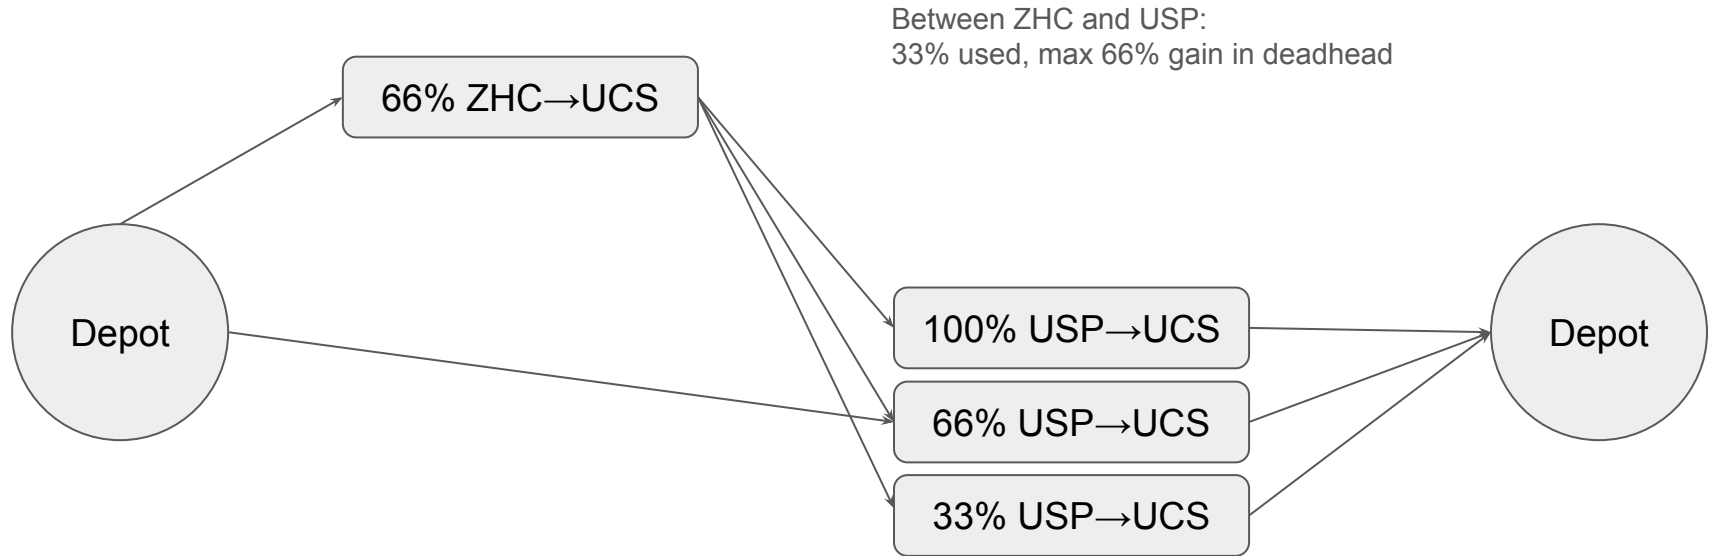 Between ZHC and USP:
33% used, max 66% gain in deadhead
66% ZHC→UCS
Depot
100% USP→UCS
66% USP→UCS
33% USP→UCS
Depot